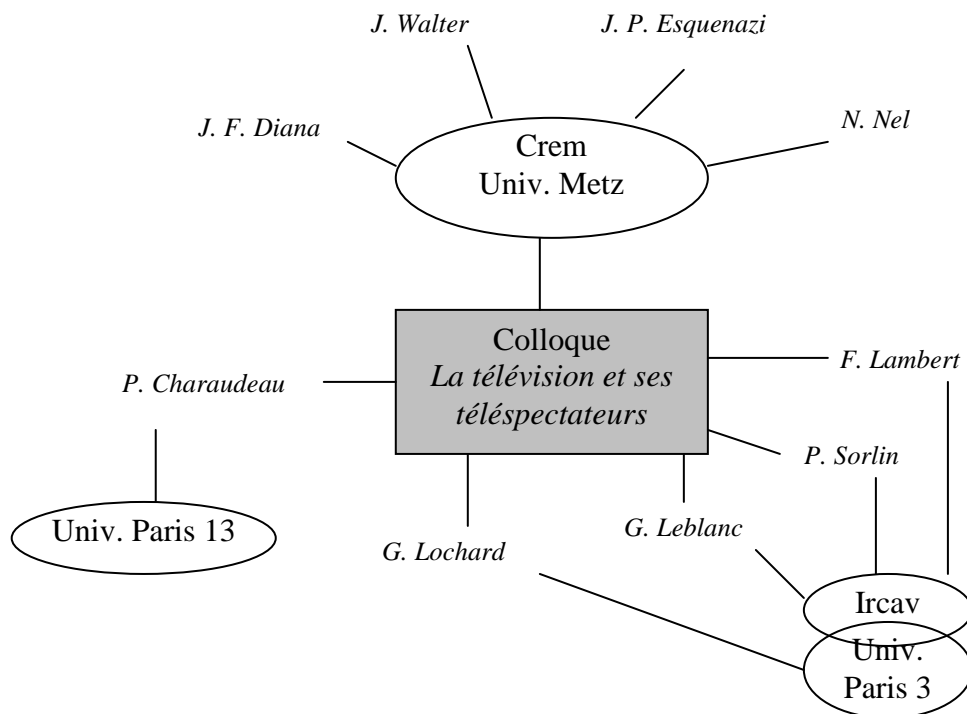 J. Walter
J. P. Esquenazi
J. F. Diana
N. Nel
Crem
Univ. Metz
Colloque
La télévision et ses
téléspectateurs
P. Charaudeau
F. Lambert
P. Sorlin
Univ. Paris 13
G. Lochard
G. Leblanc
Ircav
Univ.
Paris 3